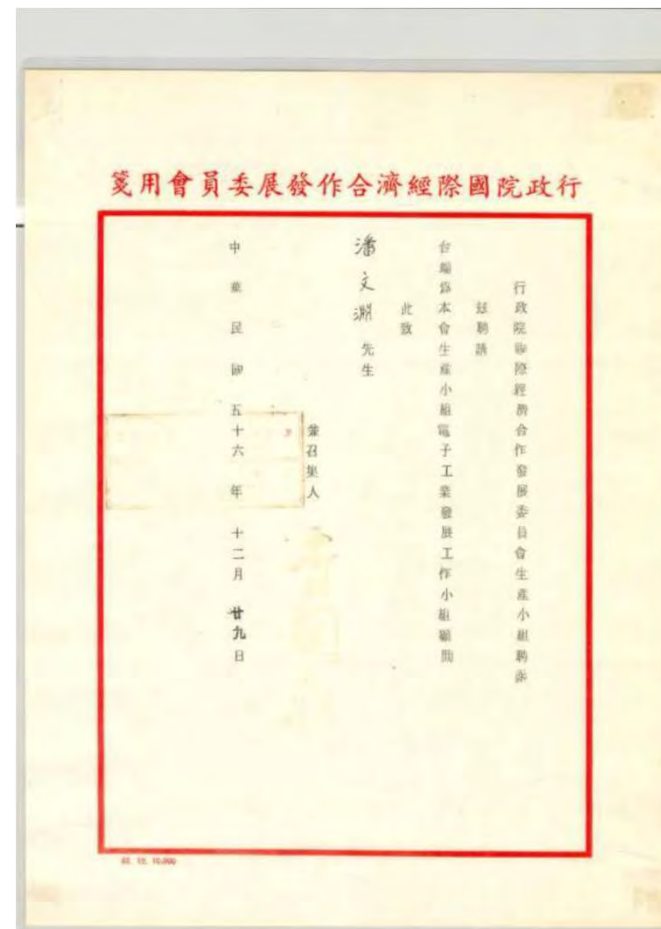 行政院國際經濟合作發展委員會用箋
行政院國際經濟合作發展委員會生產小組聘函
茲聘請
台端為本會生產小組電子工業發展工作小組顧問
此致
潘文淵 先生
兼召集人
中華民國五十六年十二月廿九日